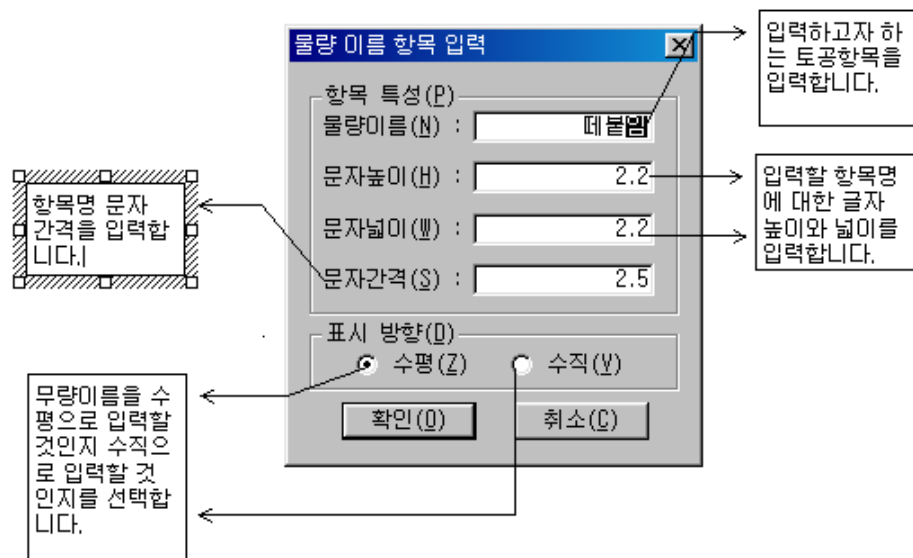 물량 이름 항목 입력
항목 특성(P)
물량이름(N) : 떼붙임
문자높이(H) : 2.2
문자넓이(W) : 2.2
문자간격(S) : 2.5
표시 방향(D)
수평(Z) 수직(V)
확인(O) 취소(C)
입력하고자 하
는 토공항목을
입력합니다.
입력할 항목명
에 대한 글자
높이와 넓이를
입력합니다.
항목명 문자
간격을 입력합
니다.
무량이름을 수
평으로 입력할
것인지 수직으
로 입력할 것
인지를 선택합
니다.